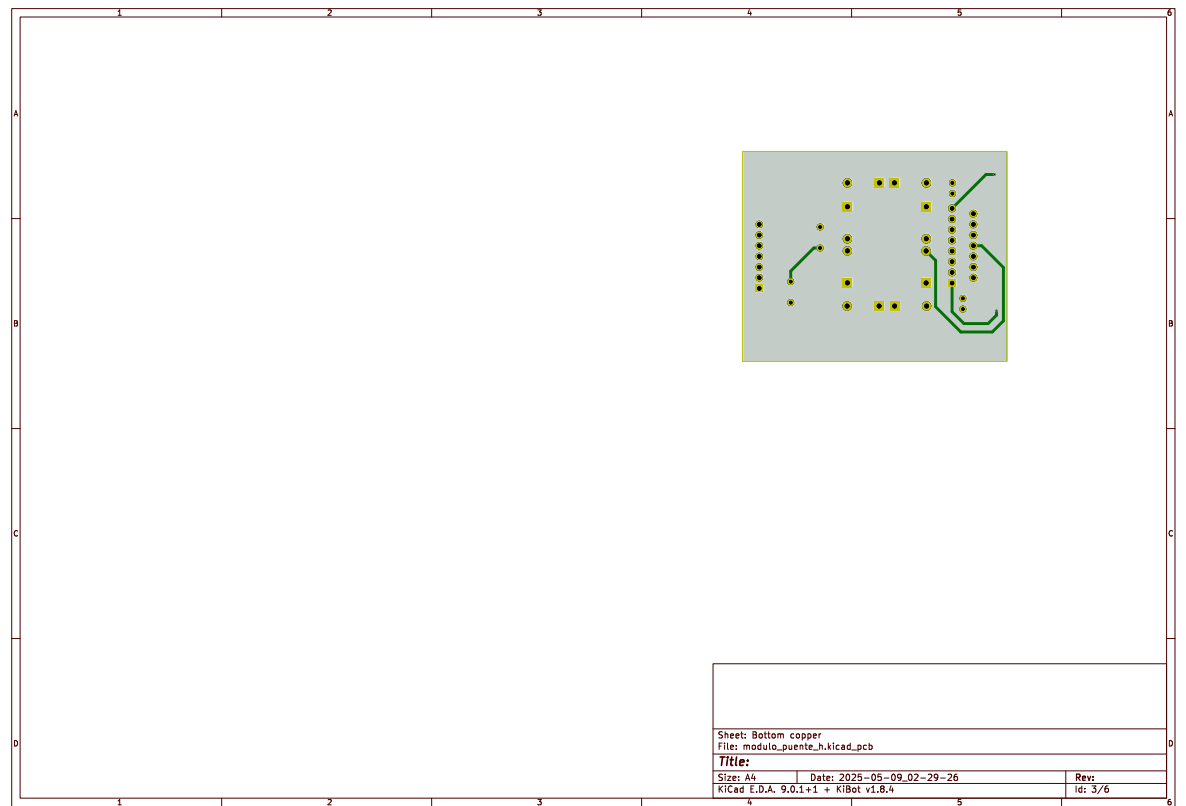 1 2 3 4 5 6
A A
B B
C C
D D
Sheet: Bottom copper
File: modulo_puente_h.kicad_pcb
Title:
Size: A4 Date: 2025-05-09_02-29-26 Rev:
KiCad E.D.A. 9.0.1+1 + KiBot v1.8.4 Id: 3/6
1 2 3 4 5 6